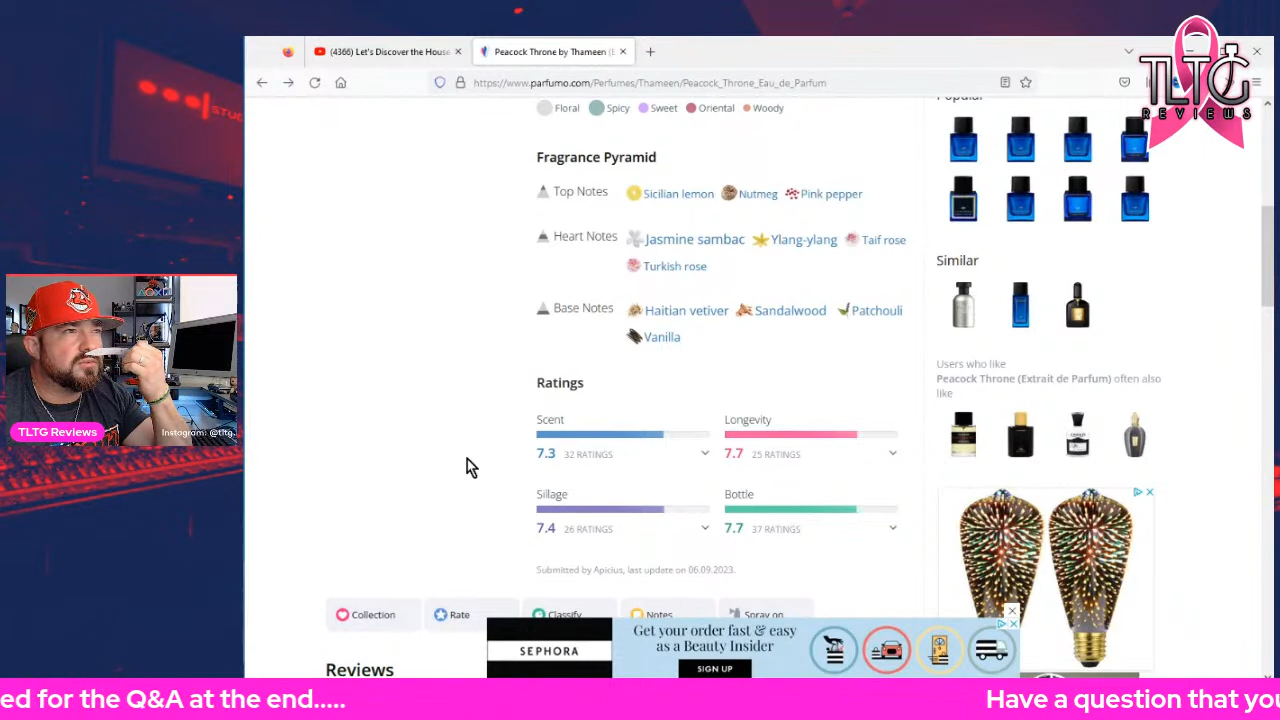 (4366) Let's Discover the House
Peacock Throne by Thameen (E
https://www.parfumo.com/Perfumes/Thameen/Peacock_Throne_Eau_de_Parfum
TLTG
REVIEWS
Floral Spicy Sweet Oriental Woody
Popular
Fragrance Pyramid
Top Notes Sicilian lemon Nutmeg Pink pepper
Heart Notes Jasmine sambac Ylang-ylang Taif rose
Turkish rose
Base Notes Haitian vetiver Sandalwood Patchouli
Vanilla
Ratings
Scent Longevity
7.3 32 RATINGS 7.7 25 RATINGS
Sillage Bottle
7.4 26 RATINGS 7.7 37 RATINGS
Submitted by Apicius, last update on 06.09.2023.
Collection Rate Classify Notes Spray on
Reviews
Similar
Users who like
Peacock Throne (Extrait de Parfum) often also
like
SEPHORA
Get your order fast & easy
as a Beauty Insider
SIGN UP
TLTG Reviews
Instagram: @tltg
ed for the Q&A at the end..... Have a question that you